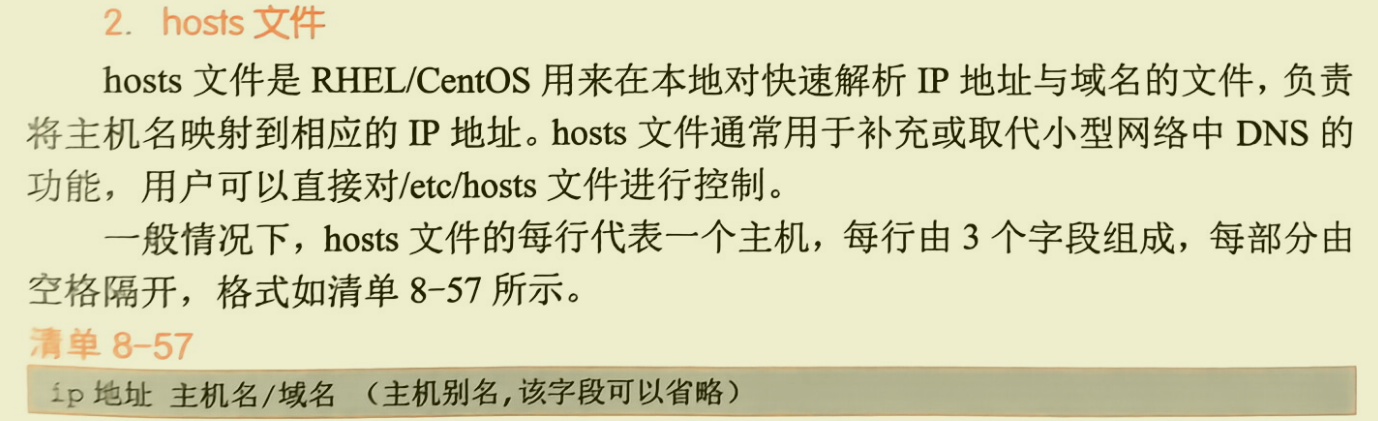 2. hosts 文件
hosts 文件是 RHEL/CentOS 用来在本地对快速解析 IP 地址与域名的文件，负责
将主机名映射到相应的 IP 地址。hosts 文件通常用于补充或取代小型网络中 DNS 的
功能，用户可以直接对/etc/hosts 文件进行控制。
一般情况下，hosts 文件的每行代表一个主机，每行由 3 个字段组成，每部分由
空格隔开，格式如清单 8-57 所示。
清单 8-57
ip 地址 主机名/域名 （主机别名,该字段可以省略）